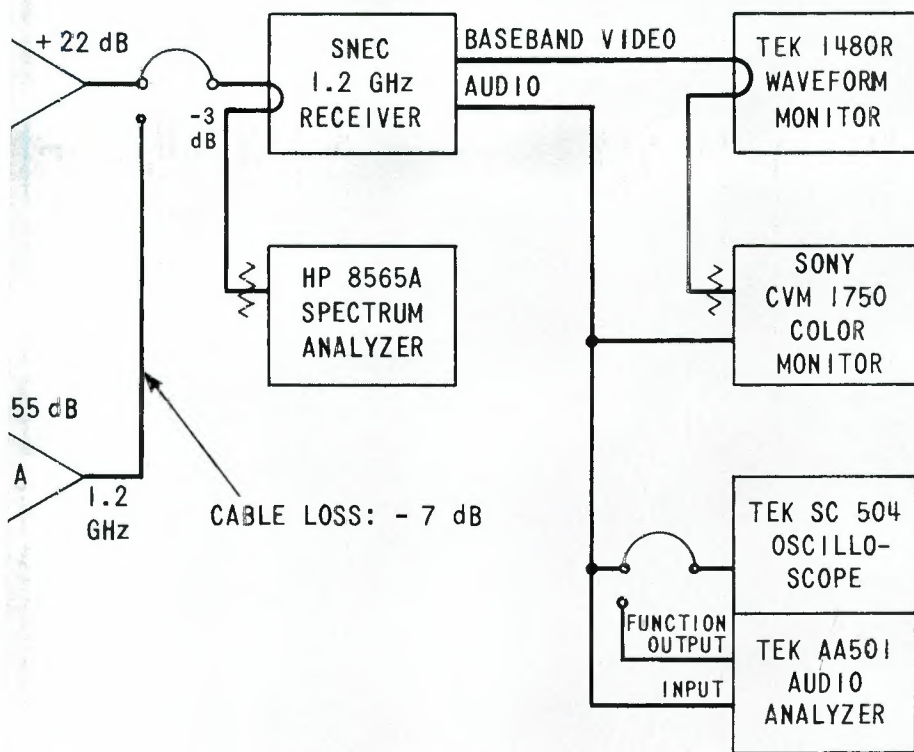 +22 dB
SNEC
1.2 GHz
RECEIVER
BASEBAND VIDEO
AUDIO
TEK 1480R
WAVEFORM
MONITOR
-3
dB
HP 8565A
SPECTRUM
ANALYZER
SONY
CVM 1750
COLOR
MONITOR
55 dB
A
1.2
GHz
CABLE LOSS: - 7 dB
TEK SC 504
OSCILLO-
SCOPE
FUNCTION
OUTPUT
INPUT
TEK AA501
AUDIO
ANALYZER